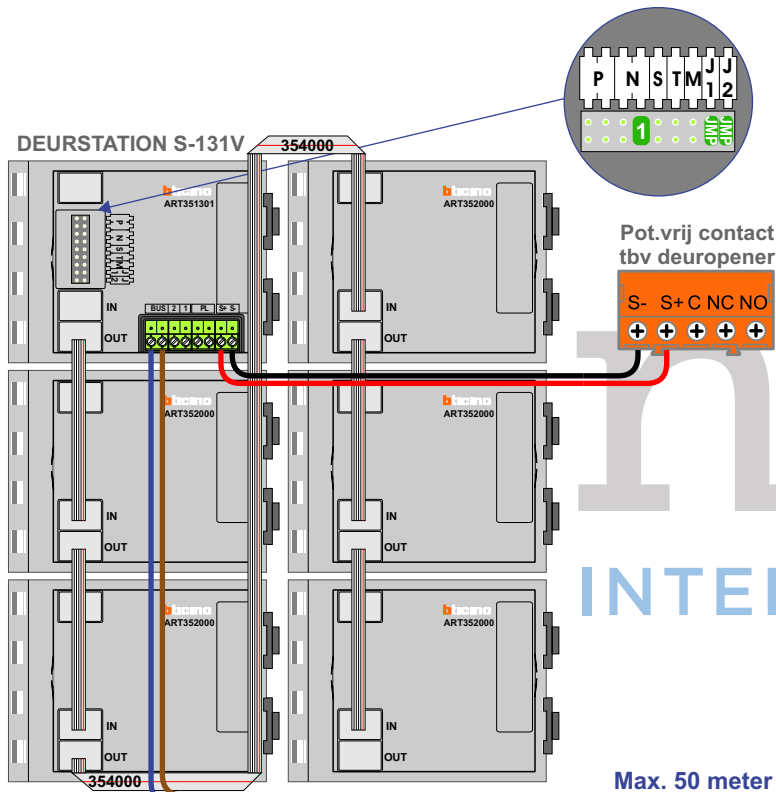 P N S T M J1 J2
1 JMP JMP
DEURSTATION S-131V
354000
bticino
ART351301
bticino
ART352000
P N S T M J1 J2
Pot.vrij contact
tbv deuropener
S- S+ C NC NO
IN
OUT
BUS 2 1 PL S+ S-
IN
OUT
bticino
ART352000
bticino
ART352000
IN
OUT
IN
OUT
n
INTE
bticino
ART352000
bticino
ART352000
IN
OUT
IN
OUT
354000
Max. 50 meter